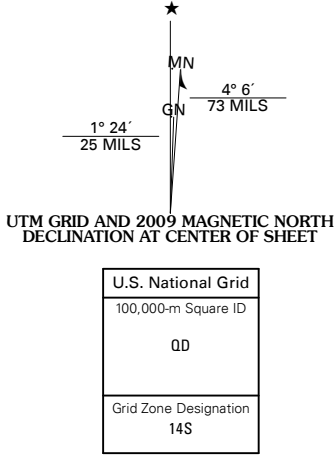 ★
MN
4° 6´
73 MILS
GN
1° 24´
25 MILS
UTM GRID AND 2009 MAGNETIC NORTH
DECLINATION AT CENTER OF SHEET
U.S. National Grid
100,000-m Square ID
QD
Grid Zone Designation
14S